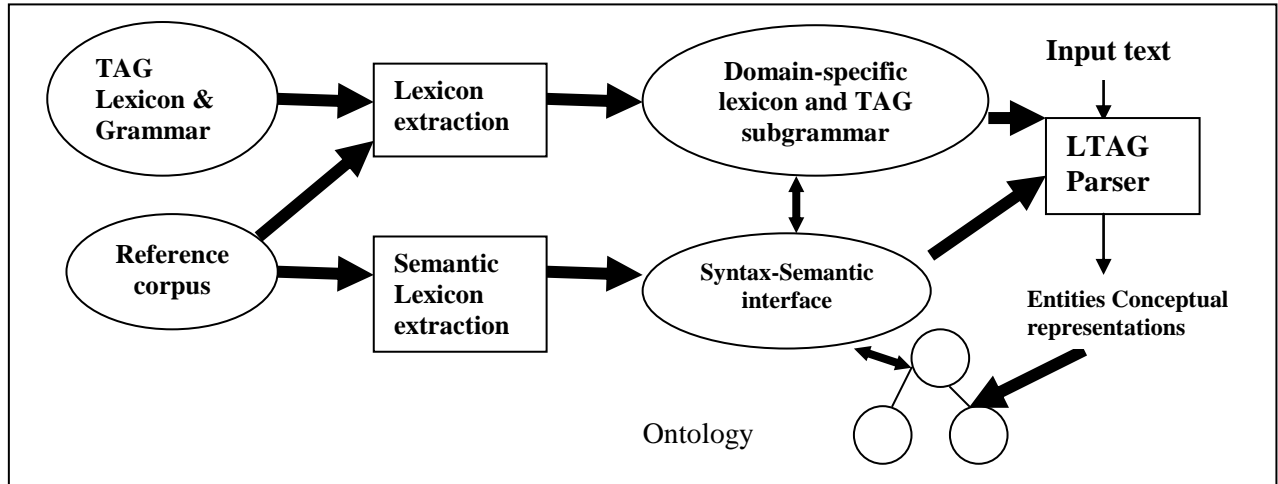 TAG
Lexicon &
Grammar
Lexicon
extraction
Domain-specific
lexicon and TAG
subgrammar
Input text
LTAG
Parser
Reference
corpus
Semantic
Lexicon
extraction
Syntax-Semantic
interface
Entities Conceptual
representations
Ontology